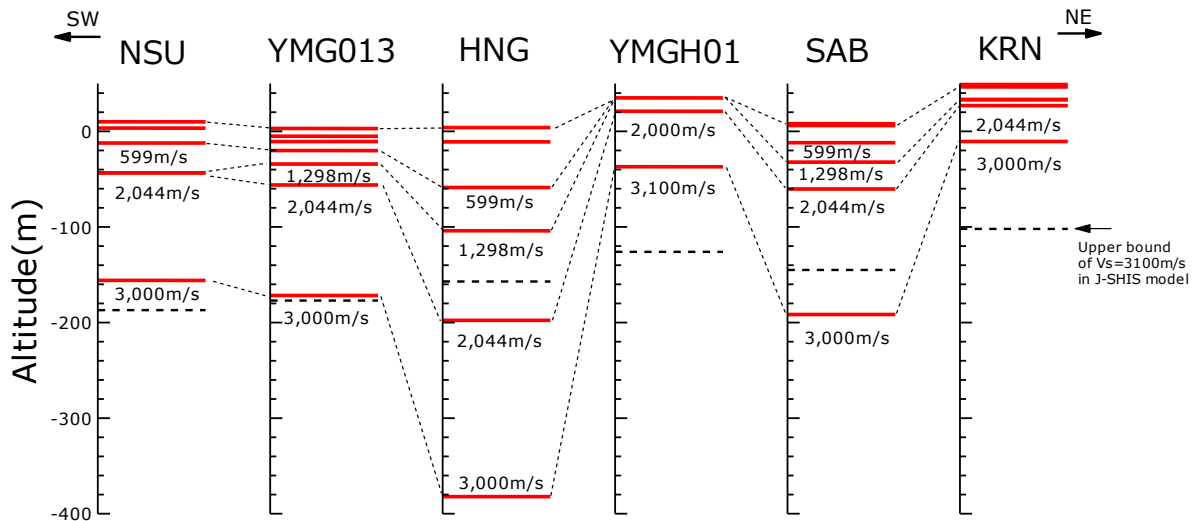 SW
NE
NSU
YMG013
HNG
YMGH01
SAB
KRN
Altitude(m)
0
-100
-200
-300
-400
599m/s
2,044m/s
3,000m/s
1,298m/s
2,044m/s
3,000m/s
599m/s
1,298m/s
2,044m/s
3,000m/s
2,000m/s
3,100m/s
599m/s
1,298m/s
2,044m/s
3,000m/s
2,044m/s
3,000m/s
Upper bound
of Vs=3100m/s
in J-SHIS model